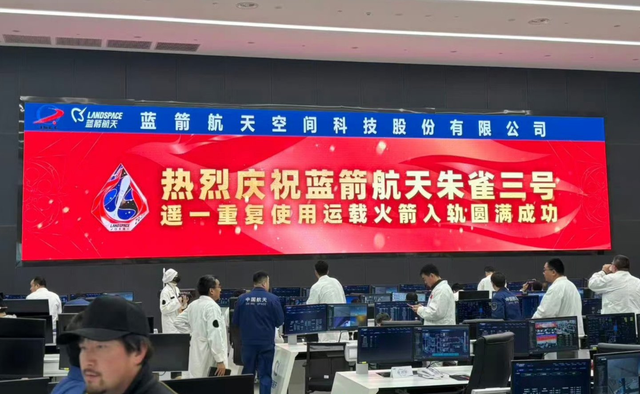 LANDSPACE
蓝箭航天
蓝箭航天空间科技股份有限公司
热烈庆祝蓝箭航天朱雀三号
遥一重复使用运载火箭入轨圆满成功
中国航天